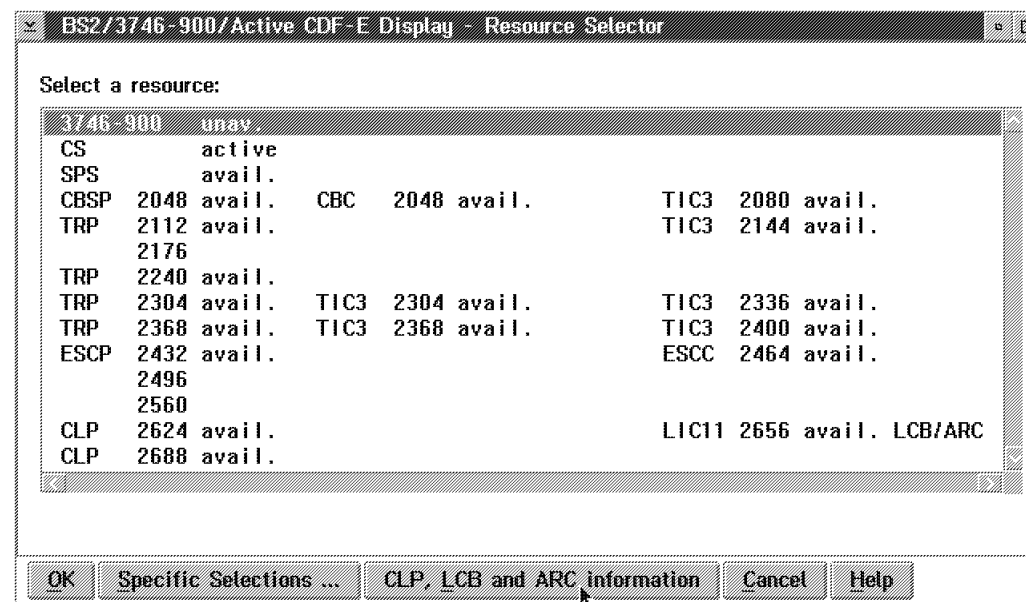 BS2/3746-900/Active CDF-E Display - Resource Selector
Select a resource:
3746-900 unav.
CS active
SPS avail.
CBSP 2048 avail. CBC 2048 avail. TIC3 2080 avail.
TRP 2112 avail. TIC3 2144 avail.
2176
TRP 2240 avail.
TRP 2304 avail. TIC3 2304 avail. TIC3 2336 avail.
TRP 2368 avail. TIC3 2368 avail. TIC3 2400 avail.
ESCP 2432 avail. ESCC 2464 avail.
2496
2560
CLP 2624 avail. LIC11 2656 avail. LCB/ARC
CLP 2688 avail.
OK Specific Selections ... CLP, LCB and ARC information Cancel Help